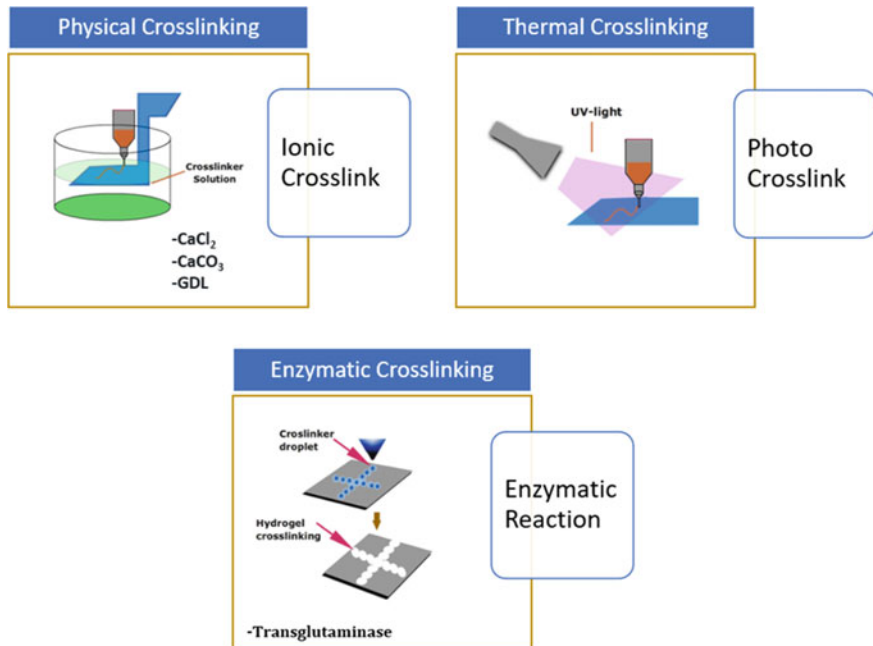 Physical Crosslinking
Crosslinker
Solution
-CaCl₂
-CaCO₃
-GDL
Ionic
Crosslink
Thermal Crosslinking
UV-light
Photo
Crosslink
Enzymatic Crosslinking
Croslinker
droplet
Hydrogel
crosslinking
-Transglutaminase
Enzymatic
Reaction